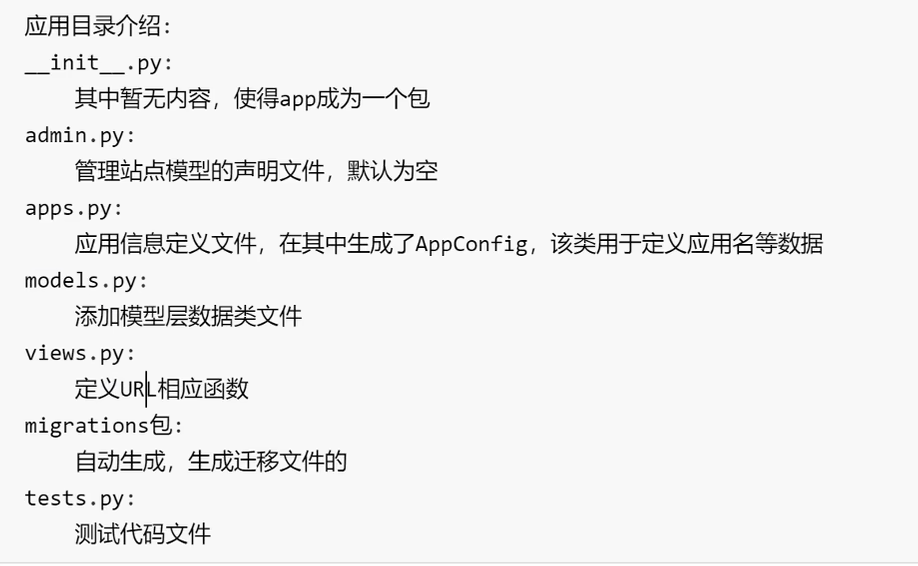 应用目录介绍：
__init__.py:
其中暂无内容，使得app成为一个包
admin.py:
管理站点模型的声明文件，默认为空
apps.py:
应用信息定义文件，在其中生成了AppConfig，该类用于定义应用名等数据
models.py:
添加模型层数据类文件
views.py:
定义URL相应函数
migrations包:
自动生成，生成迁移文件的
tests.py:
测试代码文件